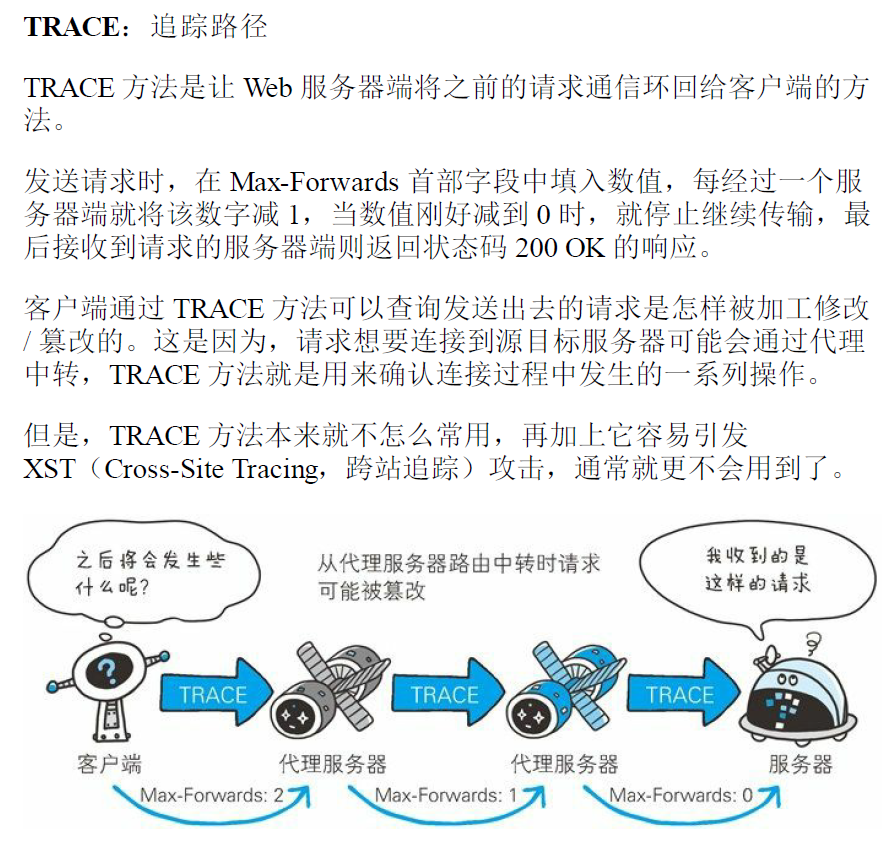 TRACE：追踪路径
TRACE 方法是让 Web 服务器端将之前的请求通信环回给客户端的方
法。
发送请求时，在 Max-Forwards 首部字段中填入数值，每经过一个服
务器端就将该数字减 1，当数值刚好减到 0 时，就停止继续传输，最
后接收到请求的服务器端则返回状态码 200 OK 的响应。
客户端通过 TRACE 方法可以查询发送出去的请求是怎样被加工修改
/ 篡改的。这是因为，请求想要连接到源目标服务器可能会通过代理
中转，TRACE 方法就是用来确认连接过程中发生的一系列操作。
但是，TRACE 方法本来就不怎么常用，再加上它容易引发
XST（Cross-Site Tracing，跨站追踪）攻击，通常就更不会用到了。
之后将会发生些
什么呢？
从代理服务器路由中转时请求
可能被篡改
我收到的是
这样的请求
?
TRACE
TRACE
TRACE
客户端
代理服务器
代理服务器
服务器
Max-Forwards: 2
Max-Forwards: 1
Max-Forwards: 0